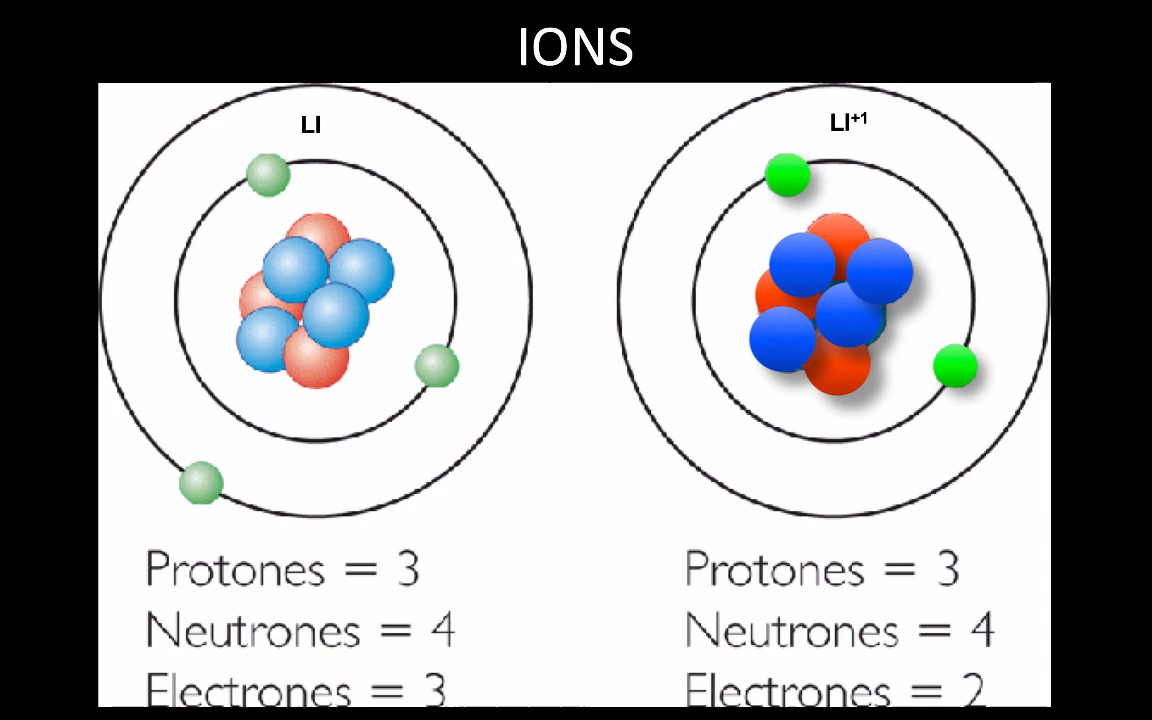 IONS
LI
LI+1
Protones = 3
Neutrones = 4
Electrones = 3
Protones = 3
Neutrones = 4
Electrones = 2